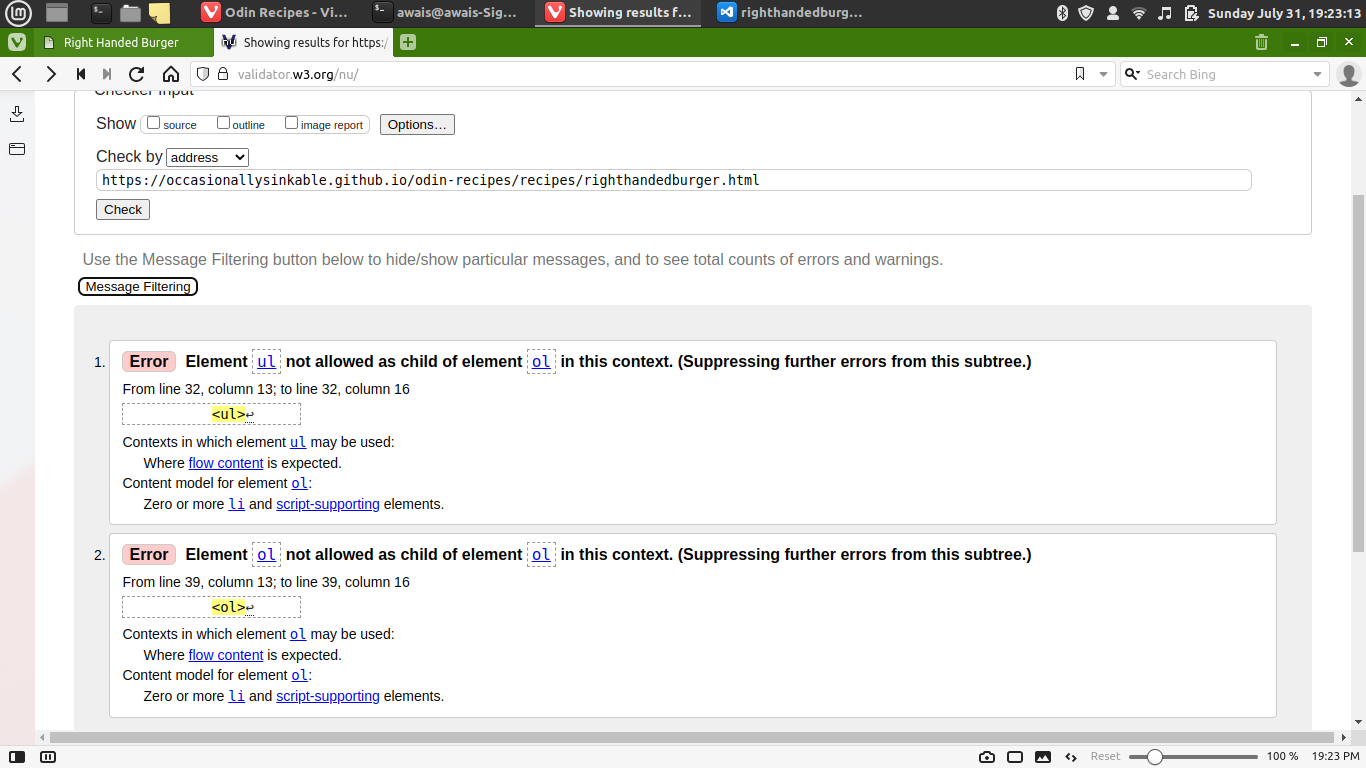 Odin Recipes - Vi...
awais@awais-Sig...
Showing results f...
righthandedburg...
Sunday July 31, 19:23:13
Right Handed Burger
Showing results for https:/
validator.w3.org/nu/
Search Bing
Checker Input
Show source outline image report Options…
Check by address
https://occasionallysinkable.github.io/odin-recipes/recipes/righthandedburger.html
Check
Use the Message Filtering button below to hide/show particular messages, and to see total counts of errors and warnings.
Message Filtering
1. Error Element ul not allowed as child of element ol in this context. (Suppressing further errors from this subtree.)
From line 32, column 13; to line 32, column 16
<ul>↩
Contexts in which element ul may be used:
Where flow content is expected.
Content model for element ol:
Zero or more li and script-supporting elements.
2. Error Element ol not allowed as child of element ol in this context. (Suppressing further errors from this subtree.)
From line 39, column 13; to line 39, column 16
<ol>↩
Contexts in which element ol may be used:
Where flow content is expected.
Content model for element ol:
Zero or more li and script-supporting elements.
Reset 100 % 19:23 PM